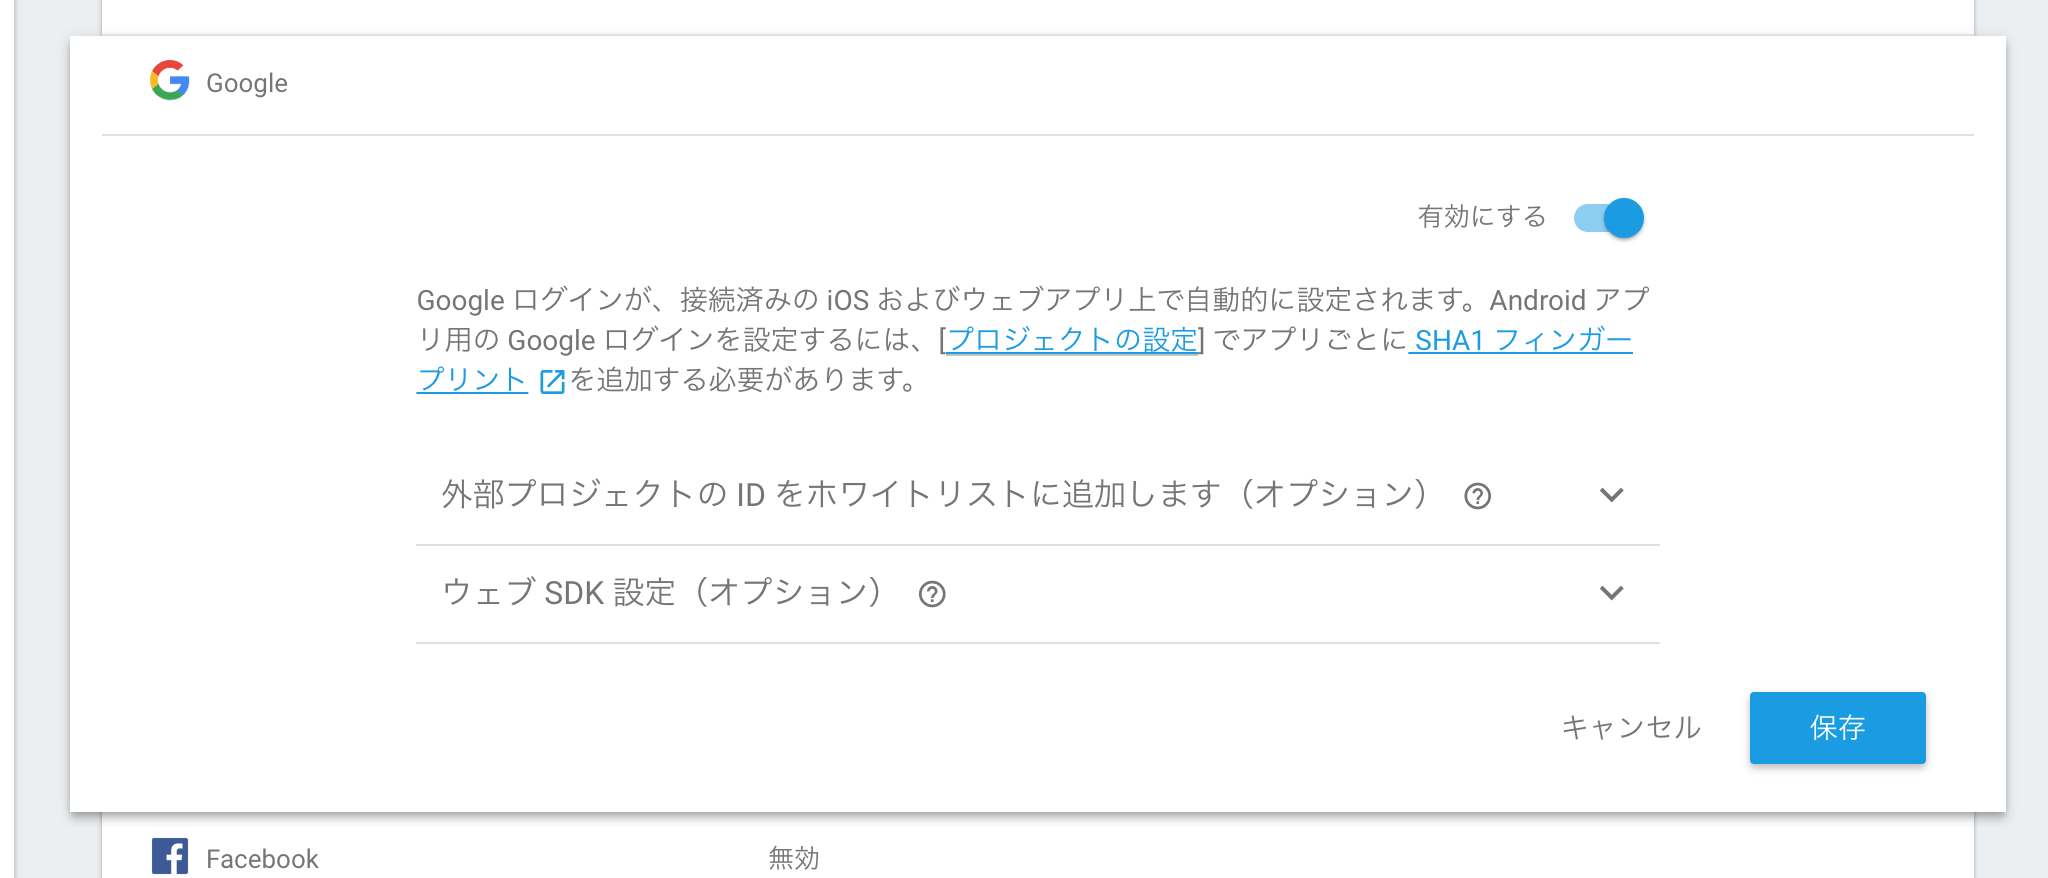 Google
有効にする
Google ログインが、接続済みの iOS およびウェブアプリ上で自動的に設定されます。Android アプ
リ用の Google ログインを設定するには、[プロジェクトの設定] でアプリごとに SHA1 フィンガー
プリント を追加する必要があります。
外部プロジェクトの ID をホワイトリストに追加します（オプション）
ウェブ SDK 設定（オプション）
キャンセル 保存
Facebook 無効